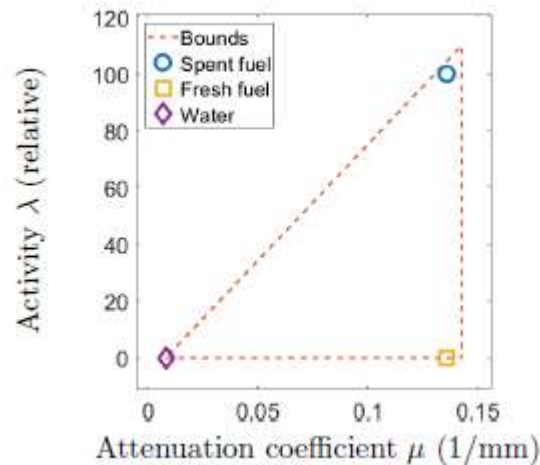 120
100
80
60
40
20
0
Activity λ (relative)
Bounds
Spent fuel
Fresh fuel
Water
0
0.05
0.1
0.15
Attenuation coefficient μ (1/mm)